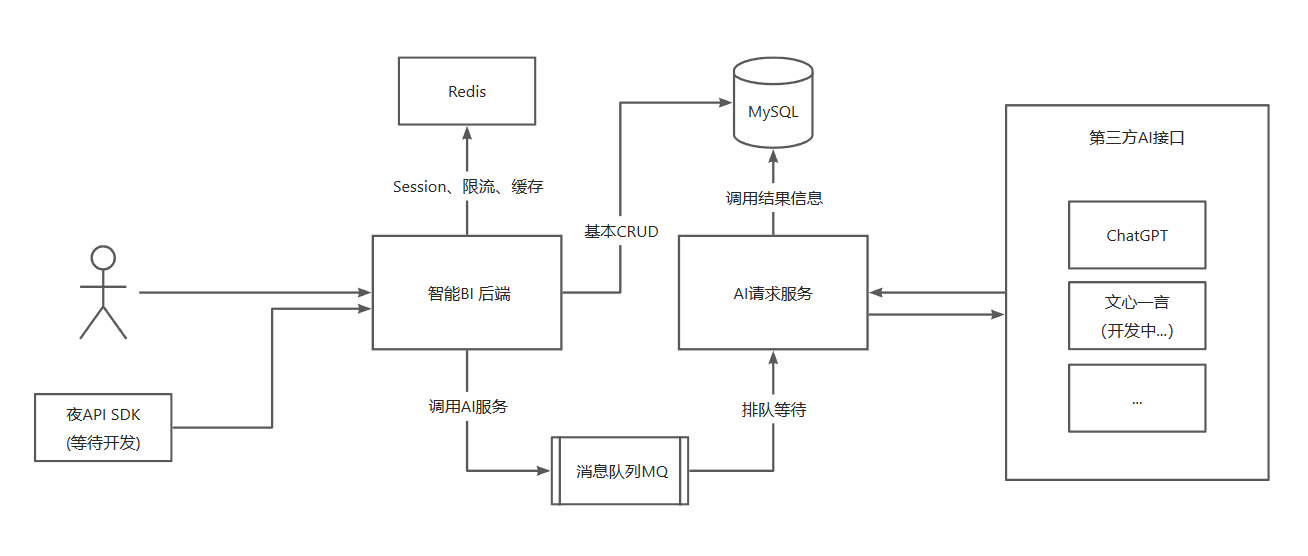 Redis
MySQL
第三方AI接口
Session、限流、缓存
调用结果信息
基本CRUD
ChatGPT
智能BI 后端
AI请求服务
文心一言
（开发中...）
夜API SDK
(等待开发)
调用AI服务
排队等待
...
消息队列MQ